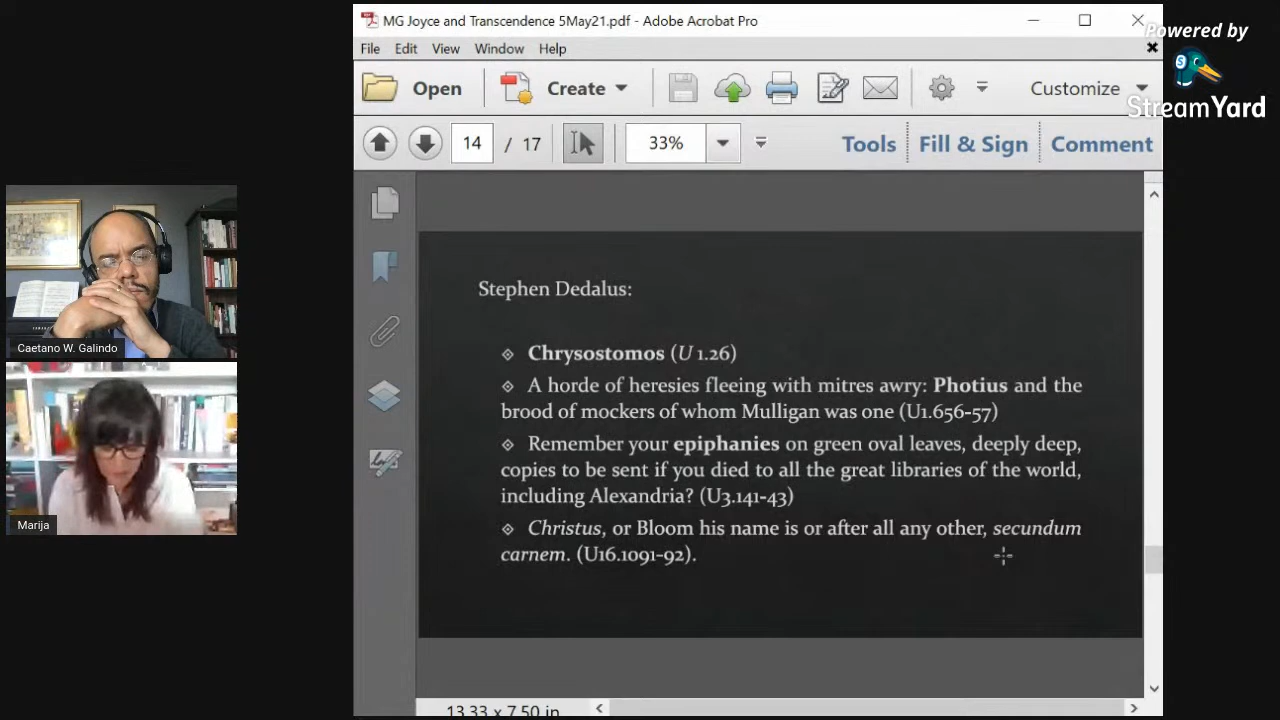 MG Joyce and Transcendence 5May21.pdf - Adobe Acrobat Pro
Powered by
StreamYard
File Edit View Window Help
Open Create Customize
14 / 17 33% Tools Fill & Sign Comment
Stephen Dedalus:
Chrysostomos (U 1.26)
A horde of heresies fleeing with mitres awry: Photius and the
brood of mockers of whom Mulligan was one (U1.656-57)
Remember your epiphanies on green oval leaves, deeply deep,
copies to be sent if you died to all the great libraries of the world,
including Alexandria? (U3.141-43)
Christus, or Bloom his name is or after all any other, secundum
carnem. (U16.1091-92).
13.33 x 7.50 in
Caetano W. Galindo
Marija